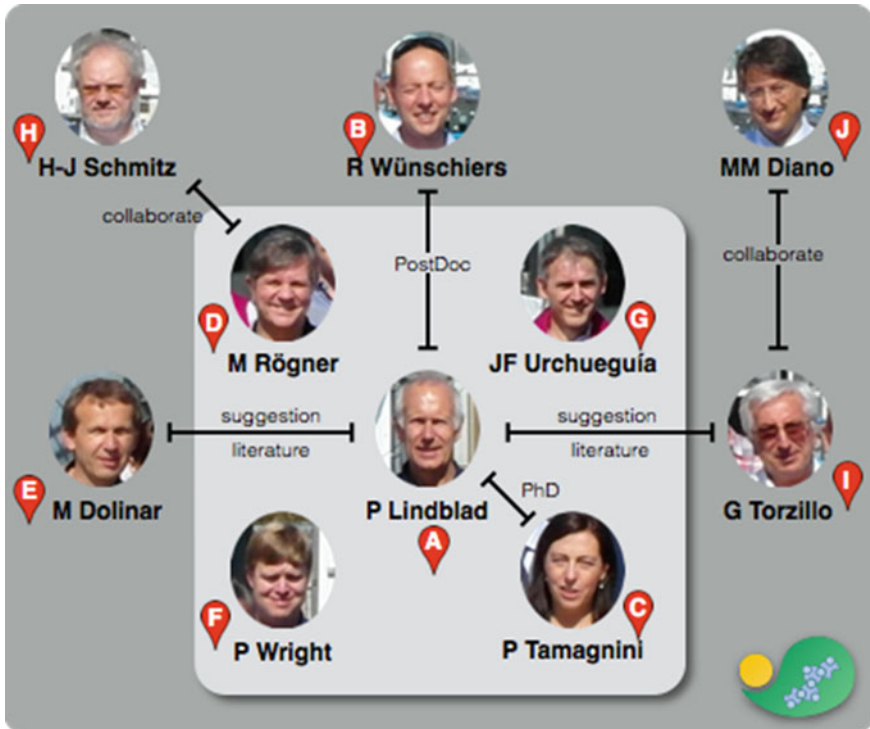 H
H-J Schmitz
B
R Wünschiers
J
MM Diano
collaborate
PostDoc
collaborate
D
M Rögner
G
JF Urchueguía
suggestion
literature
suggestion
literature
E
M Dolinar
P Lindblad
A
PhD
I
G Torzillo
F
P Wright
C
P Tamagnini